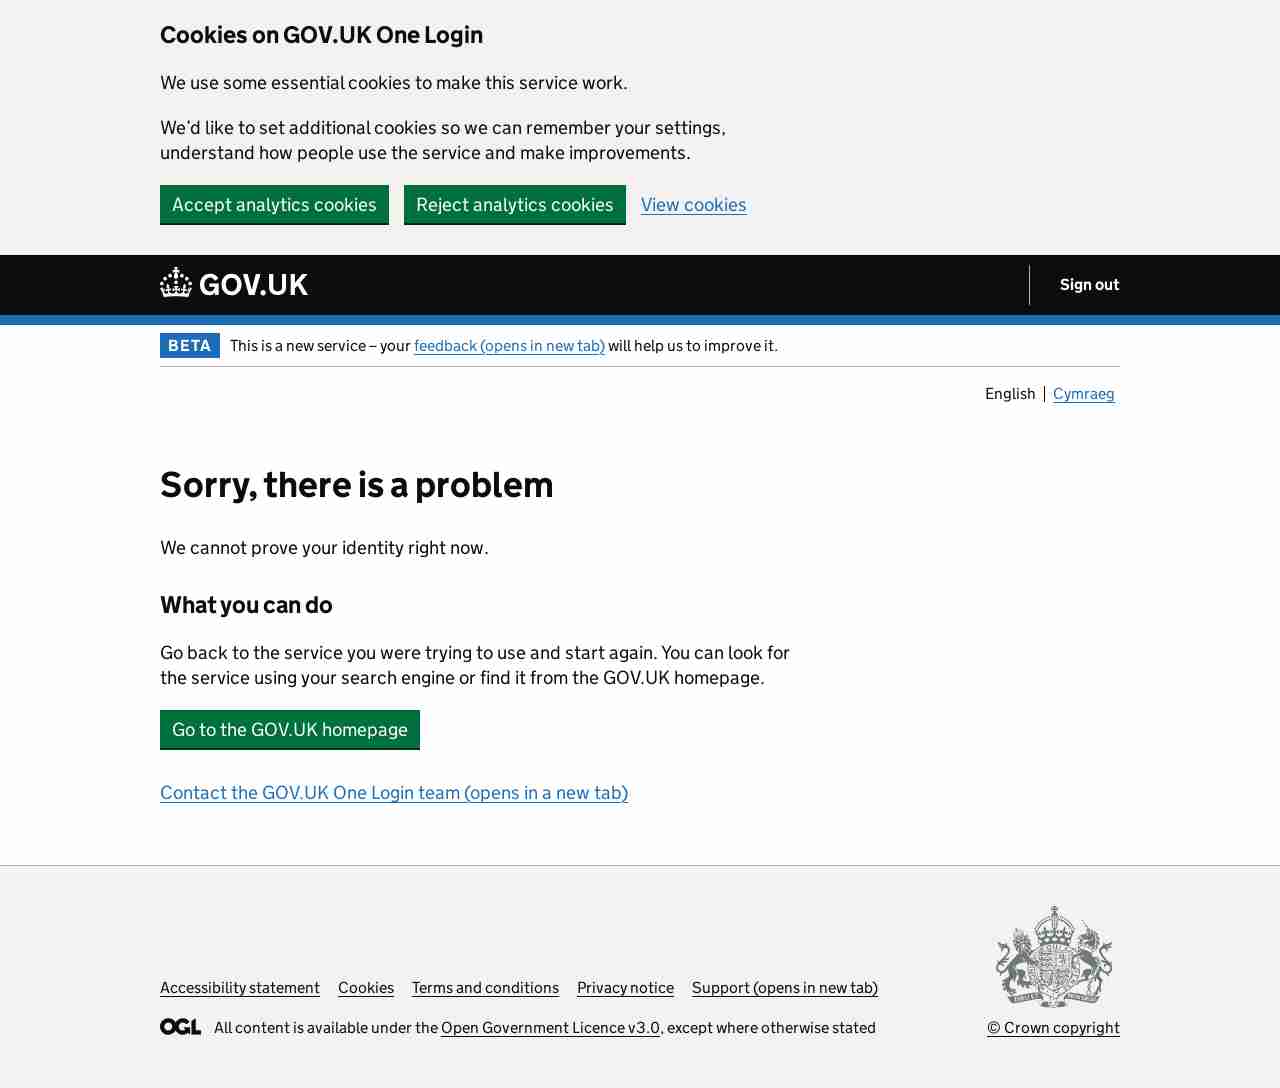 Cookies on GOV.UK One Login
We use some essential cookies to make this service work.
We’d like to set additional cookies so we can remember your settings,
understand how people use the service and make improvements.
Accept analytics cookies
Reject analytics cookies
View cookies
GOV.UK
Sign out
BETA
This is a new service – your feedback (opens in new tab) will help us to improve it.
English
Cymraeg
Sorry, there is a problem
We cannot prove your identity right now.
What you can do
Go back to the service you were trying to use and start again. You can look for
the service using your search engine or find it from the GOV.UK homepage.
Go to the GOV.UK homepage
Contact the GOV.UK One Login team (opens in a new tab)
Accessibility statement
Cookies
Terms and conditions
Privacy notice
Support (opens in new tab)
OGL
All content is available under the Open Government Licence v3.0, except where otherwise stated
© Crown copyright